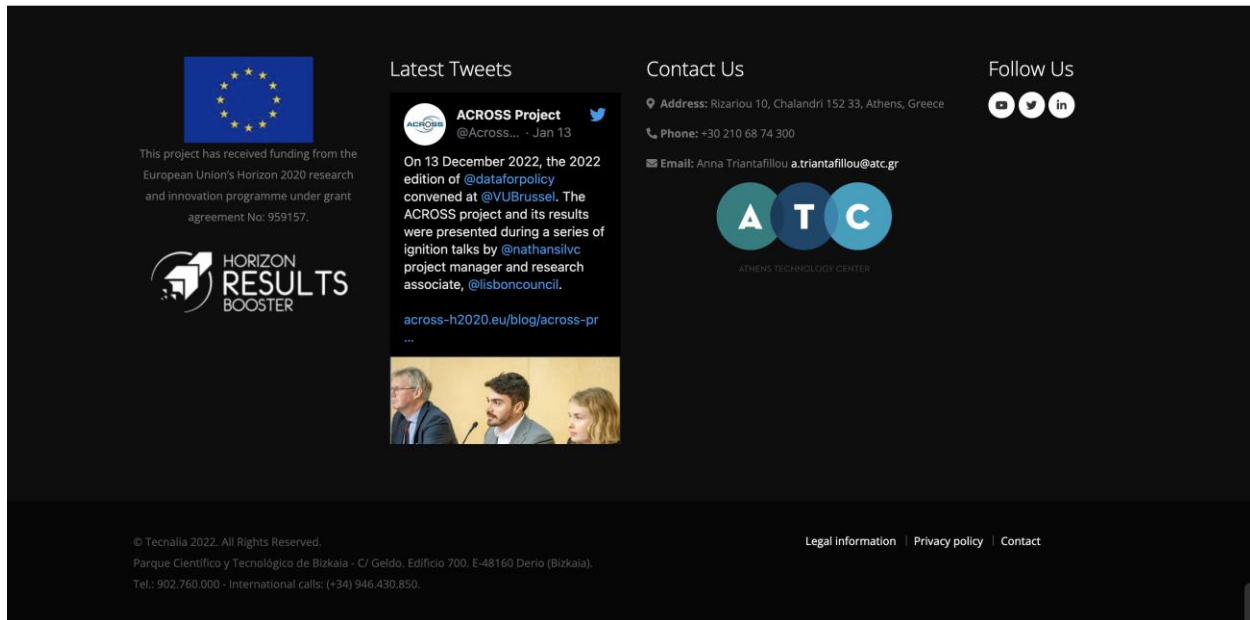 This project has received funding from the
European Union's Horizon 2020 research
and innovation programme under grant
agreement No: 959157.
HORIZON
RESULTS
BOOSTER
Latest Tweets
ACROSS
ACROSS Project
@Across... · Jan 13
On 13 December 2022, the 2022
edition of @dataforpolicy
convened at @VUBrussel. The
ACROSS project and its results
were presented during a series of
ignition talks by @nathansilvc
project manager and research
associate, @lisboncouncil.
across-h2020.eu/blog/across-pr
...
Contact Us
Address: Rizariou 10, Chalandri 152 33, Athens, Greece
Phone: +30 210 68 74 300
Email: Anna Triantafillou a.triantafillou@atc.gr
ATC
ATHENS TECHNOLOGY CENTER
Follow Us
in
© Tecnalia 2022. All Rights Reserved.
Parque Científico y Tecnológico de Bizkaia - C/ Geldo. Edificio 700. E-48160 Derio (Bizkaia).
Tel.: 902.760.000 - International calls: (+34) 946.430.850.
Legal information | Privacy policy | Contact